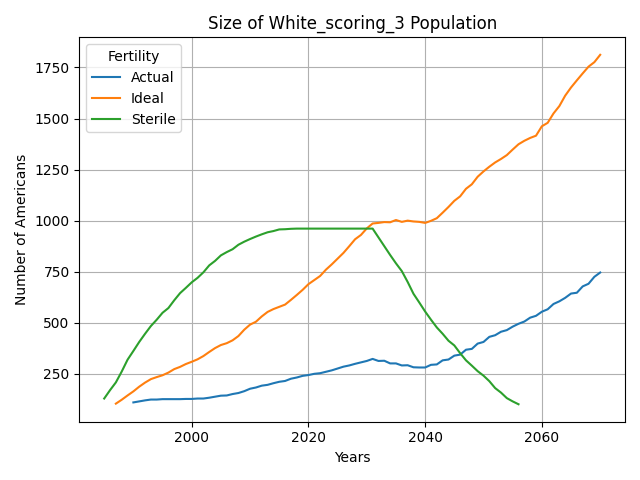 Size of White_scoring_3 Population
Fertility
Actual
Ideal
Sterile
Number of Americans
1750
1500
1250
1000
750
500
250
2000
2020
2040
2060
Years